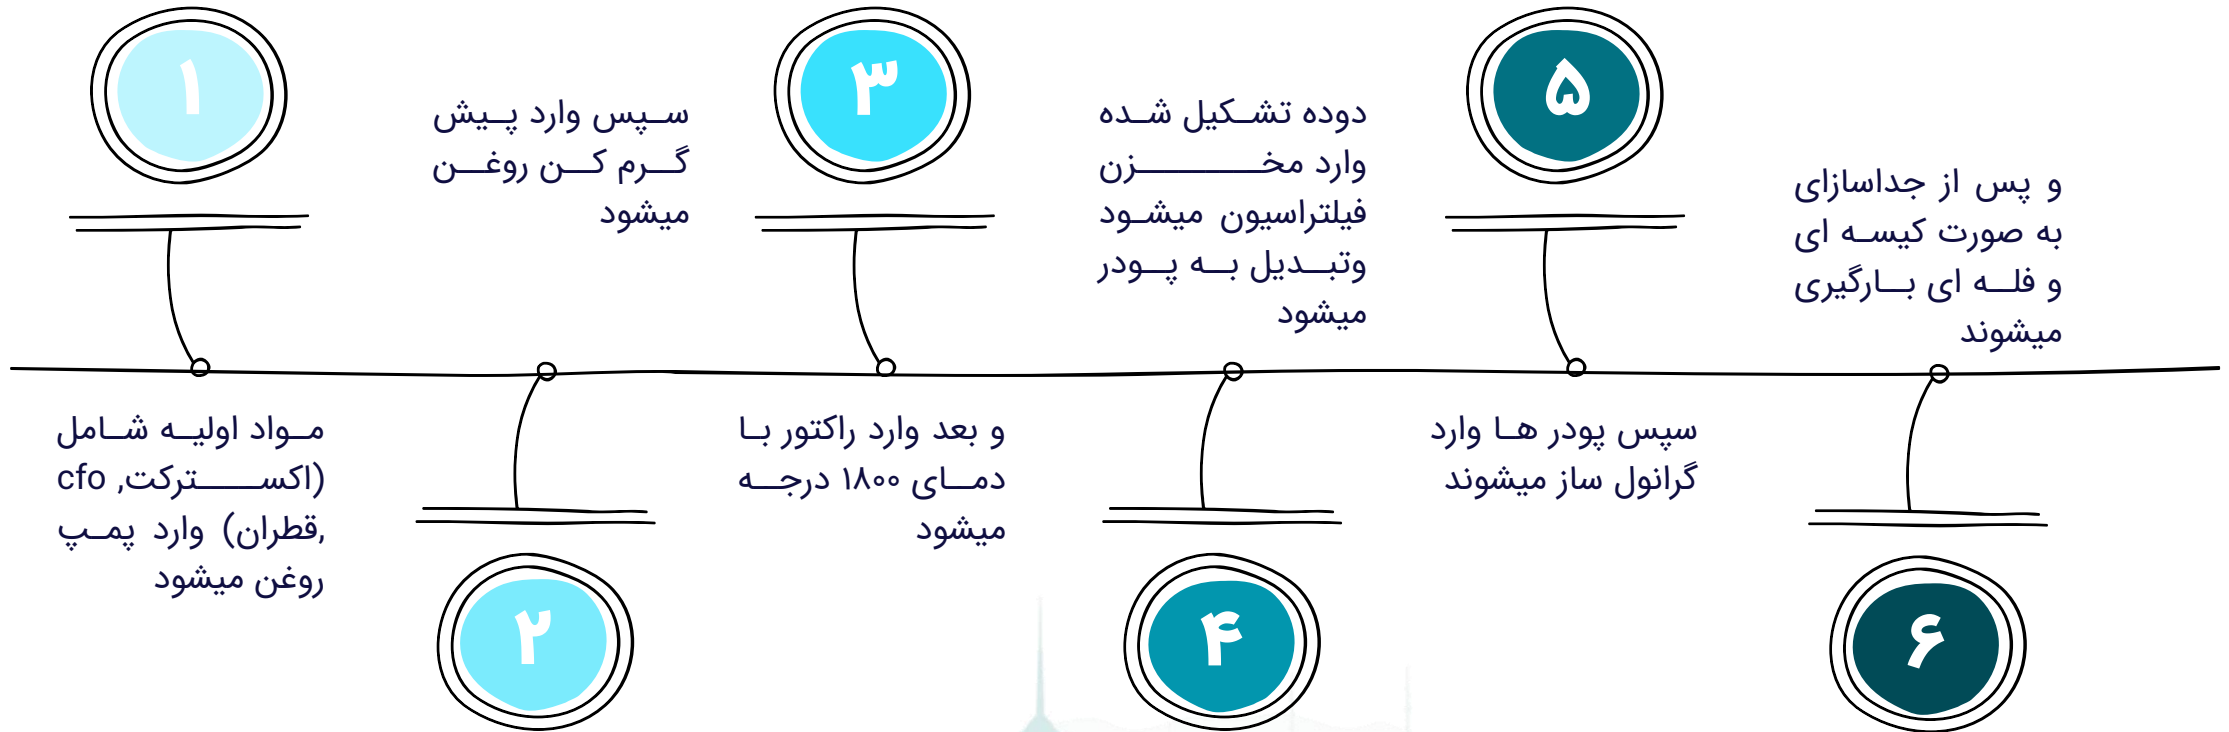 ۱
مواد اولیه شامل
(اکسترکت, cfo
,قطران) وارد پمپ
روغن میشود
۲
سپس وارد پیش
گرم کن روغن
میشود
۳
و بعد وارد راکتور با
دمای ۱۸۰۰ درجه
میشود
۴
دوده تشکیل شده
وارد مخزن
فیلتراسیون میشود
وتبدیل به پودر
میشود
۵
سپس پودر ها وارد
گرانول ساز میشوند
۶
و پس از جداسازای
به صورت کیسه ای
و فله ای بارگیری
میشوند